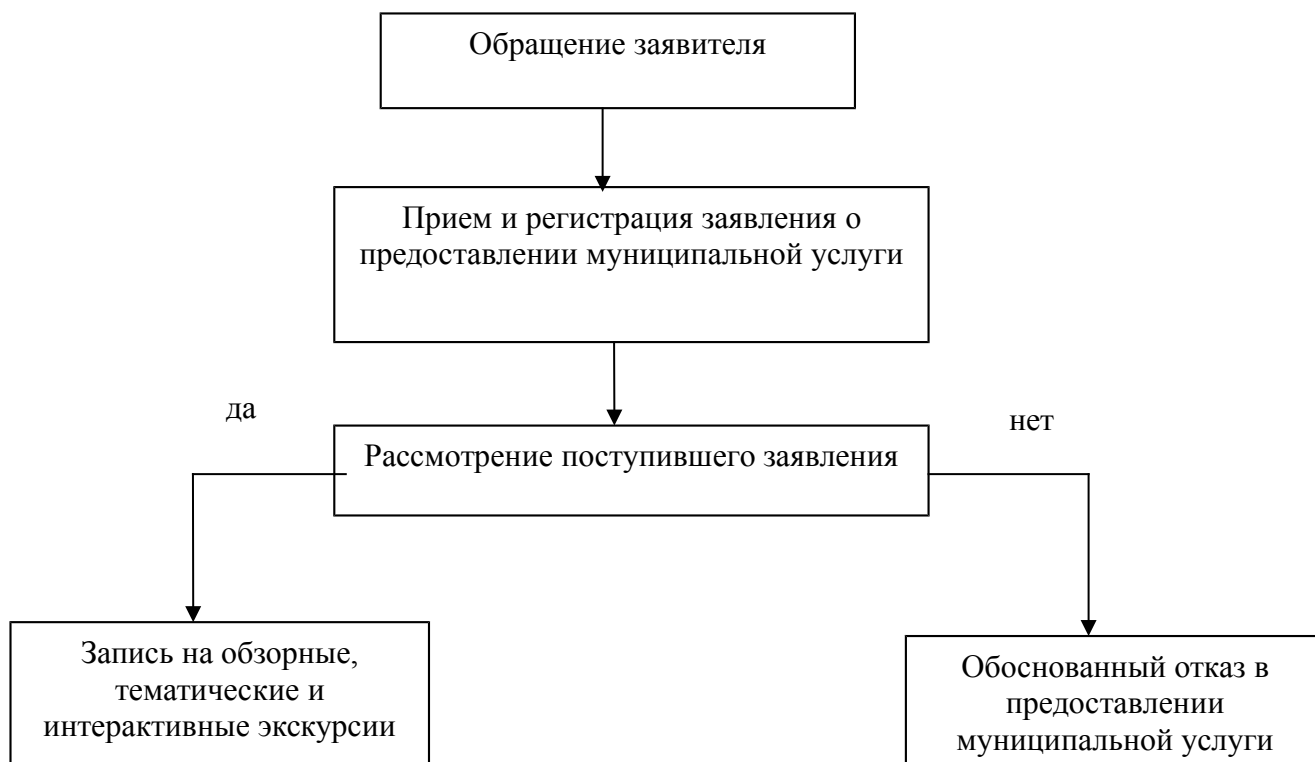 Обращение заявителя
Прием и регистрация заявления о
предоставлении муниципальной услуги
да
нет
Рассмотрение поступившего заявления
Запись на обзорные,
тематические и
интерактивные экскурсии
Обоснованный отказ в
предоставлении
муниципальной услуги